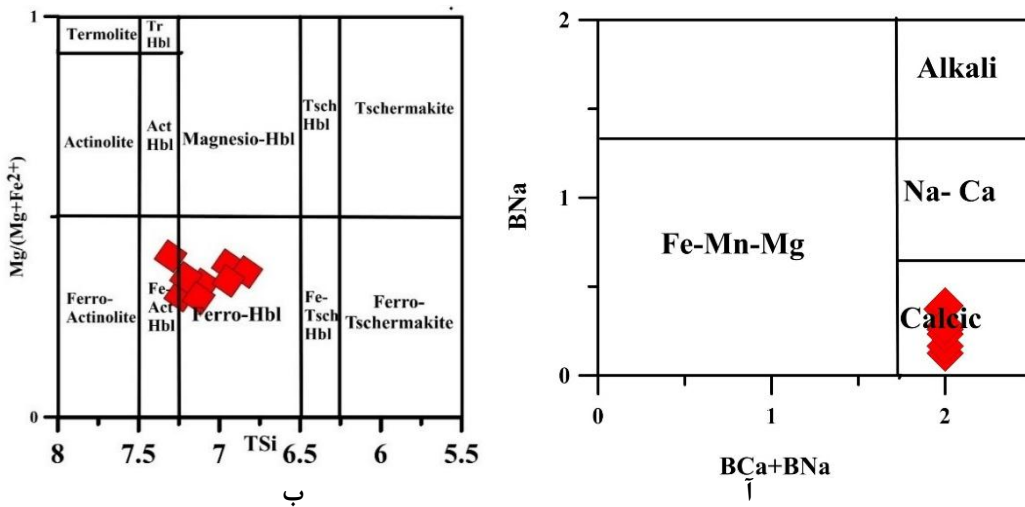 1
Termolite
Tr
Hbl
Actinolite
Act
Hbl
Magnesio-Hbl
Tsch
Hbl
Tschermakite
Mg/(Mg+Fe2+)
Ferro-
Actinolite
Fe-
Act
Hbl
Ferro-Hbl
Fe-
Tsch
Hbl
Ferro-
Tschermakite
0
8
7.5
7
6.5
6
5.5
TSi
ب
2
Alkali
BNa
1
Na- Ca
Fe-Mn-Mg
Calcic
0
0
1
2
BCa+BNa
آ